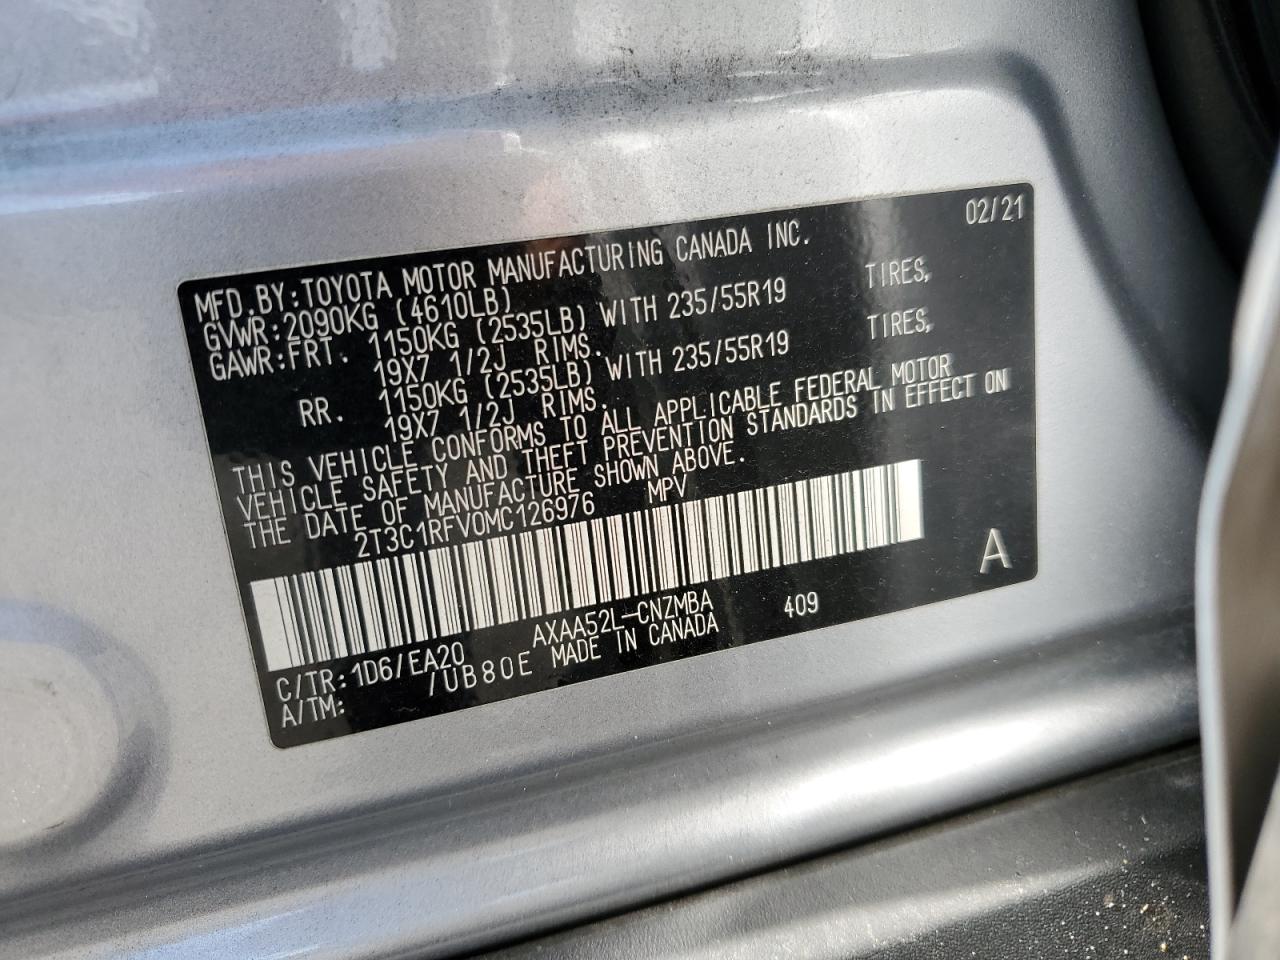 02/21
MFD.BY:TOYOTA MOTOR MANUFACTURING CANADA INC.
GVWR:2090KG (4610LB)
GAWR:FRT. 1150KG (2535LB) WITH 235/55R19 TIRES,
19X7 1/2J RIMS.
RR. 1150KG (2535LB) WITH 235/55R19 TIRES,
19X7 1/2J RIMS.
THIS VEHICLE CONFORMS TO ALL APPLICABLE FEDERAL MOTOR
VEHICLE SAFETY AND THEFT PREVENTION STANDARDS IN EFFECT ON
THE DATE OF MANUFACTURE SHOWN ABOVE.
2T3C1RFV0MC126976 MPV
A
C/TR:1D6/EA20 AXAA52L-CNZMBA 409
A/TM: /UB80E MADE IN CANADA